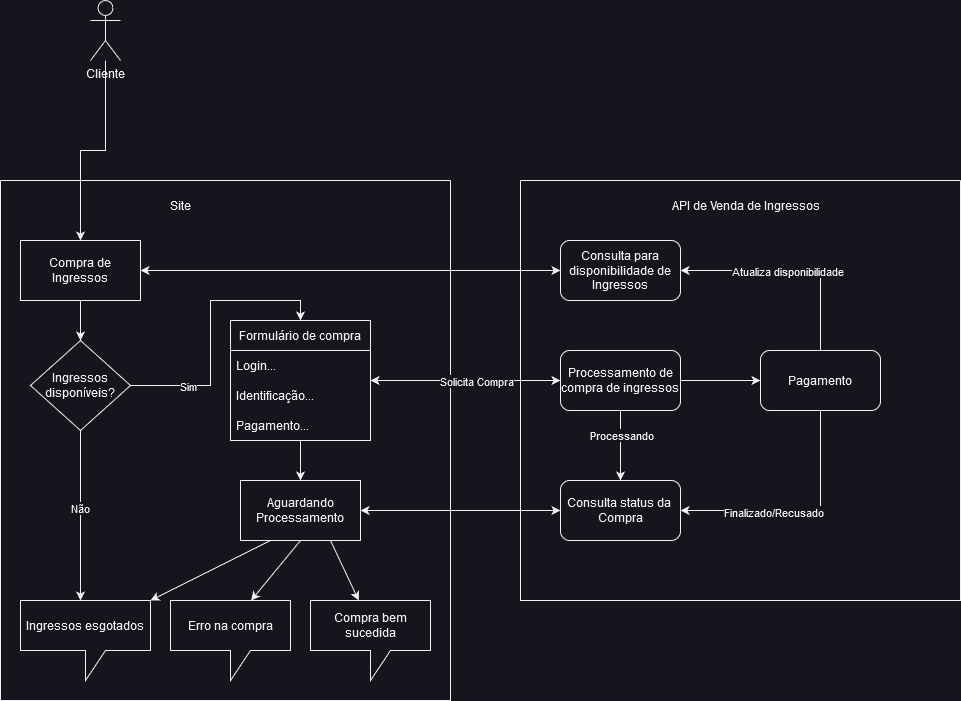 Cliente
Site
Compra de
Ingressos
Ingressos
disponíveis?
Sim
Não
Formulário de compra
Login...
Identificação...
Pagamento...
Aguardando
Processamento
Ingressos esgotados
Erro na compra
Compra bem
sucedida
Solicita Compra
API de Venda de Ingressos
Consulta para
disponibilidade de
Ingressos
Atualiza disponibilidade
Processamento de
compra de ingressos
Pagamento
Processando
Consulta status da
Compra
Finalizado/Recusado